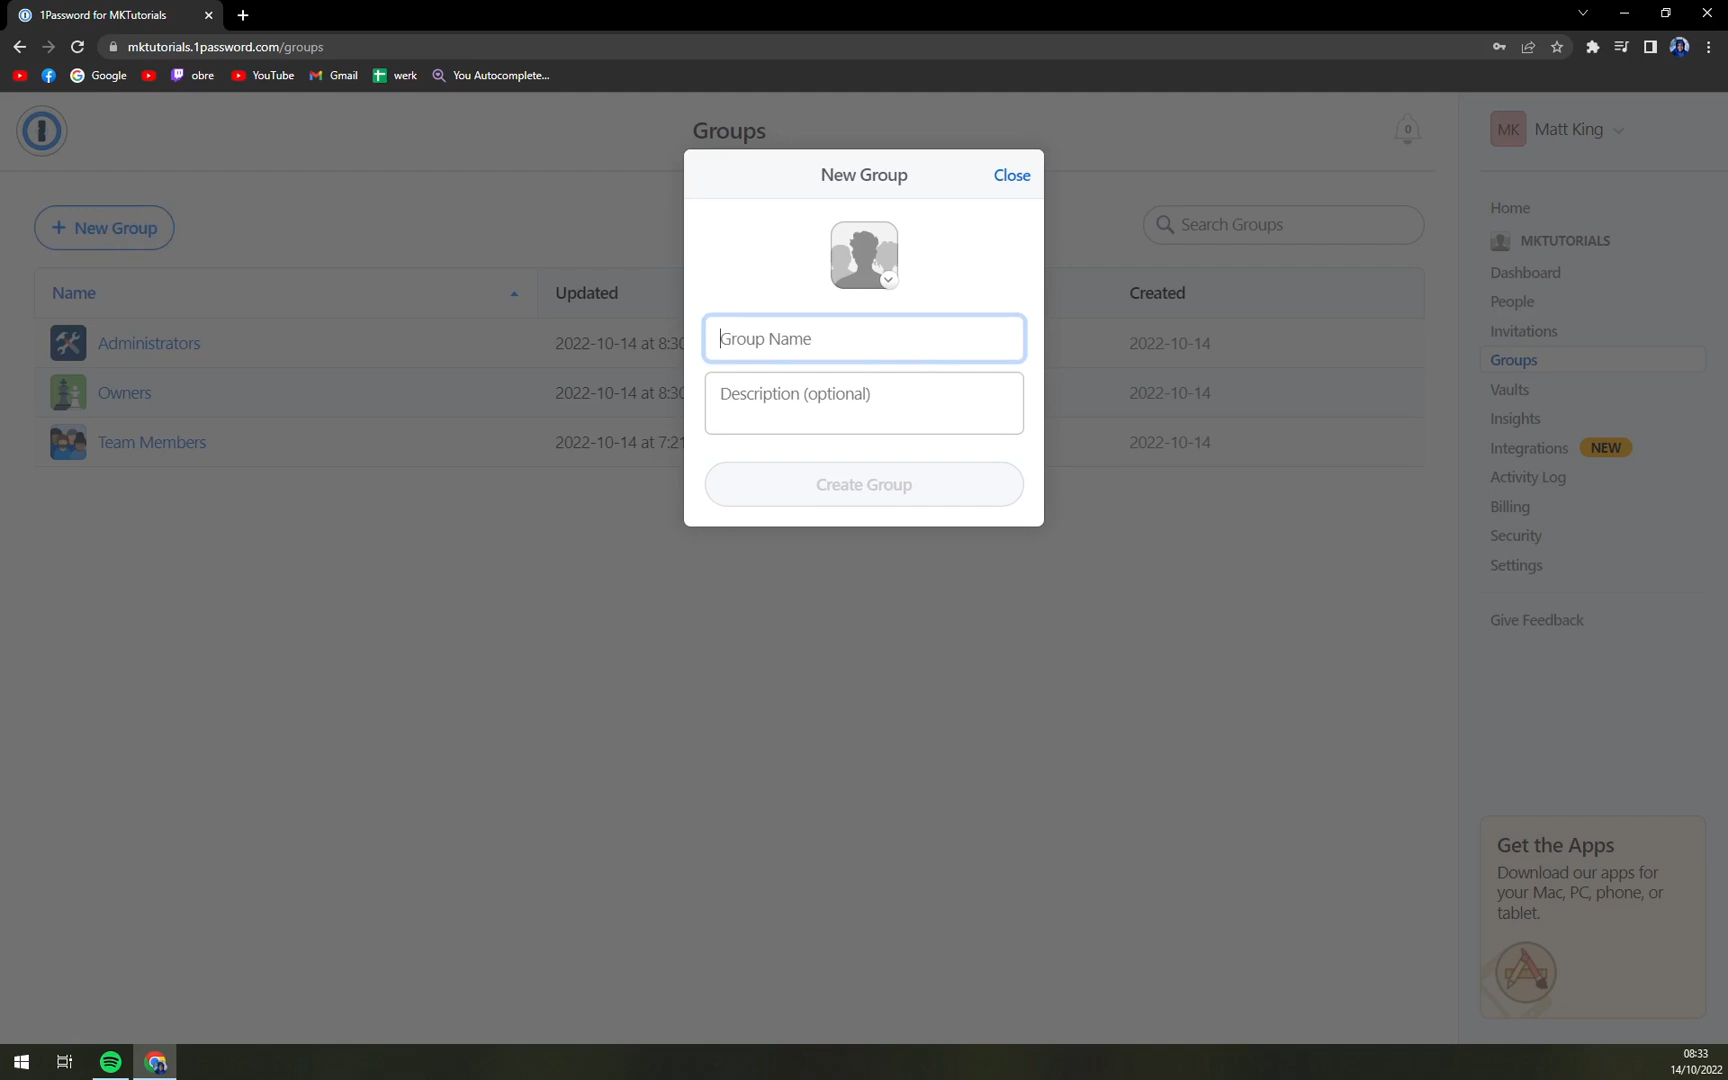 1Password for MKTutorials
mktutorials.1password.com/groups
Google
obre
YouTube
Gmail
werk
You Autocomplete...
Groups
0
MK Matt King
New Group Close
+ New Group
Search Groups
Name Updated Created
Administrators 2022-10-14 at 8:30 2022-10-14
Owners 2022-10-14 at 8:30 2022-10-14
Team Members 2022-10-14 at 7:21 2022-10-14
Group Name
Description (optional)
Create Group
Home
MKTUTORIALS
Dashboard
People
Invitations
Groups
Vaults
Insights
Integrations NEW
Activity Log
Billing
Security
Settings
Give Feedback
Get the Apps
Download our apps for
your Mac, PC, phone, or
tablet.
08:33
14/10/2022